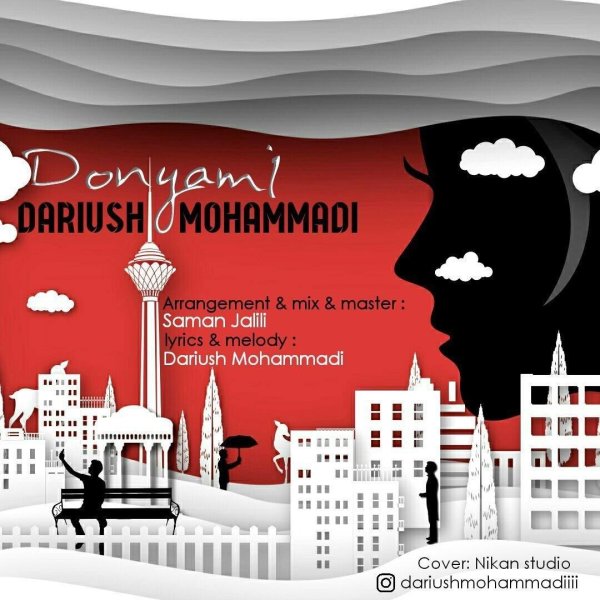 Donyami
DARIUSH MOHAMMADI
Arrangement & mix & master :
Saman Jalili
lyrics & melody :
Dariush Mohammadi
Cover: Nikan studio
dariushmohammadiiii